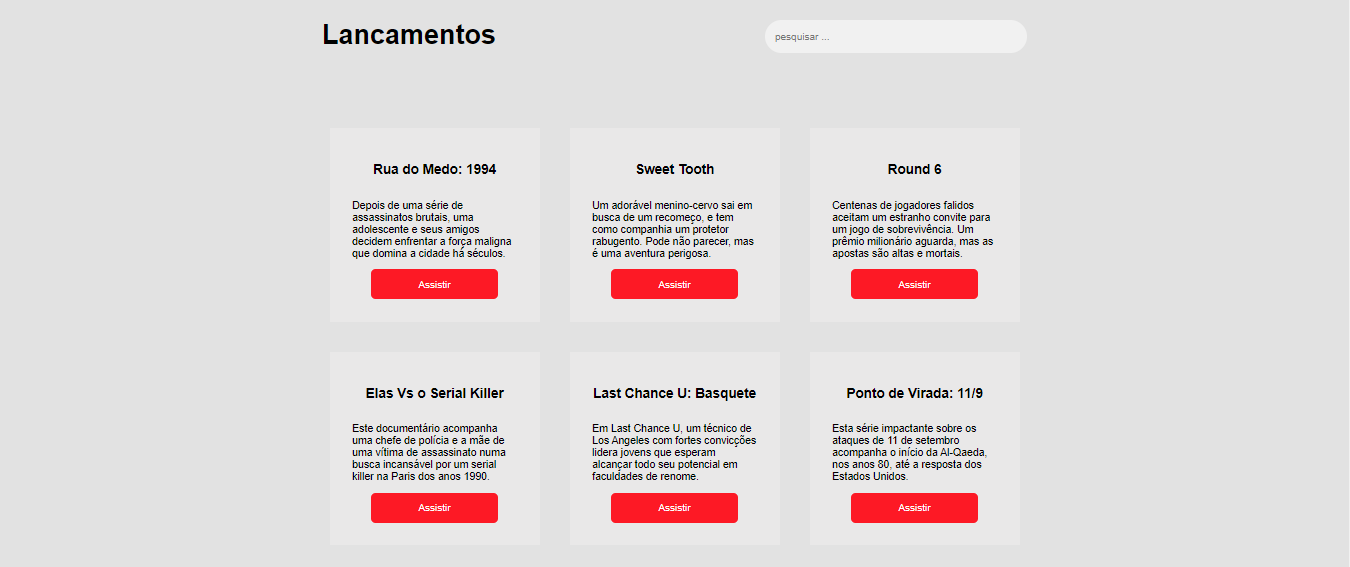 Lancamentos
pesquisar ...
Rua do Medo: 1994
Depois de uma série de
assassinatos brutais, uma
adolescente e seus amigos
decidem enfrentar a força maligna
que domina a cidade há séculos.
Assistir
Sweet Tooth
Um adorável menino-cervo sai em
busca de um recomeço, e tem
como companhia um protetor
rabugento. Pode não parecer, mas
é uma aventura perigosa.
Assistir
Round 6
Centenas de jogadores falidos
aceitam um estranho convite para
um jogo de sobrevivência. Um
prêmio milionário aguarda, mas as
apostas são altas e mortais.
Assistir
Elas Vs o Serial Killer
Este documentário acompanha
uma chefe de polícia e a mãe de
uma vítima de assassinato numa
busca incansável por um serial
killer na Paris dos anos 1990.
Assistir
Last Chance U: Basquete
Em Last Chance U, um técnico de
Los Angeles com fortes convicções
lidera jovens que esperam
alcançar todo seu potencial em
faculdades de renome.
Assistir
Ponto de Virada: 11/9
Esta série impactante sobre os
ataques de 11 de setembro
acompanha o início da Al-Qaeda,
nos anos 80, até a resposta dos
Estados Unidos.
Assistir